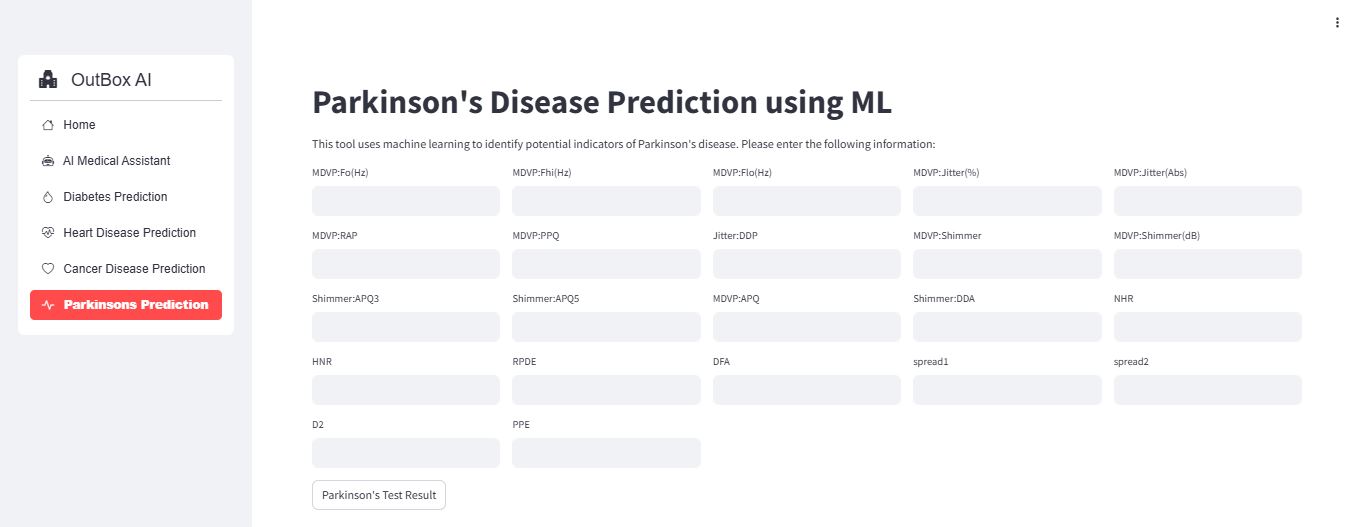 OutBox AI
Home
AI Medical Assistant
Diabetes Prediction
Heart Disease Prediction
Cancer Disease Prediction
Parkinsons Prediction
Parkinson's Disease Prediction using ML
This tool uses machine learning to identify potential indicators of Parkinson's disease. Please enter the following information:
MDVP:Fo(Hz) MDVP:Fhi(Hz) MDVP:Flo(Hz) MDVP:Jitter(%) MDVP:Jitter(Abs)
MDVP:RAP MDVP:PPQ Jitter:DDP MDVP:Shimmer MDVP:Shimmer(dB)
Shimmer:APQ3 Shimmer:APQ5 MDVP:APQ Shimmer:DDA NHR
HNR RPDE DFA spread1 spread2
D2 PPE
Parkinson's Test Result